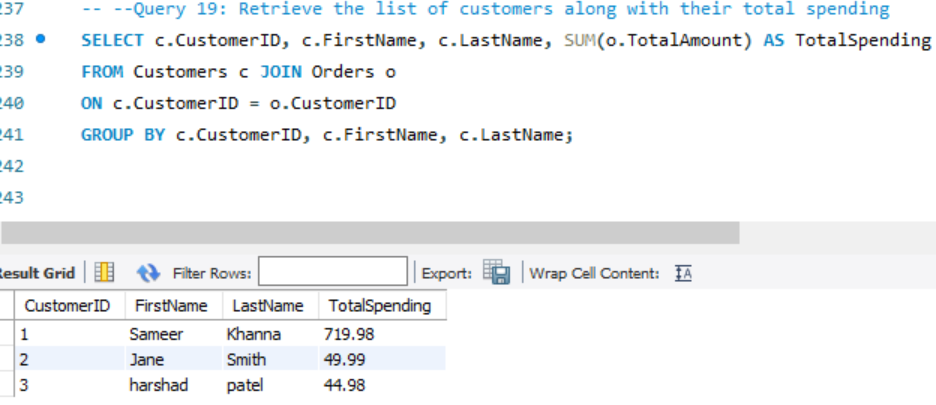 237 -- --Query 19: Retrieve the list of customers along with their total spending
238 SELECT c.CustomerID, c.FirstName, c.LastName, SUM(o.TotalAmount) AS TotalSpending
239 FROM Customers c JOIN Orders o
240 ON c.CustomerID = o.CustomerID
241 GROUP BY c.CustomerID, c.FirstName, c.LastName;
242
243
Result Grid Filter Rows: Export: Wrap Cell Content:
CustomerID FirstName LastName TotalSpending
1 Sameer Khanna 719.98
2 Jane Smith 49.99
3 harshad patel 44.98